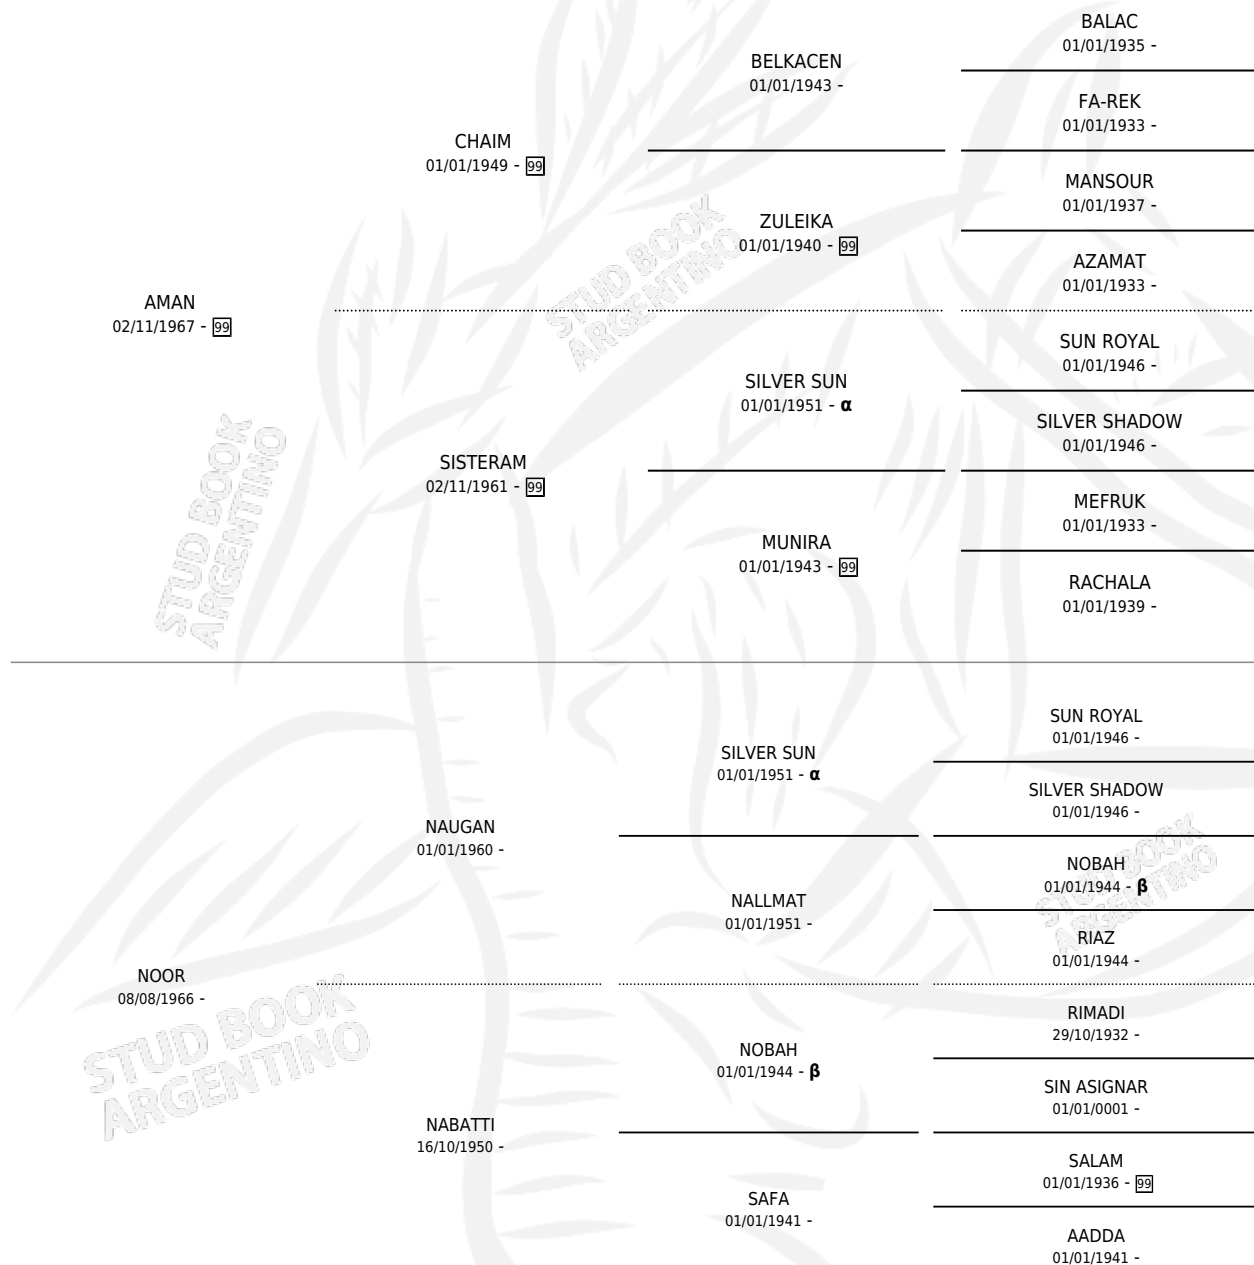 BALAC
01/01/1935 -
BELKACEN
01/01/1943 -
FA-REK
01/01/1933 -
CHAIM
01/01/1949 - 99
MANSOUR
01/01/1937 -
ZULEIKA
01/01/1940 - 99
AZAMAT
01/01/1933 -
AMAN
02/11/1967 - 99
SUN ROYAL
01/01/1946 -
SILVER SUN
01/01/1951 - α
SILVER SHADOW
01/01/1946 -
SISTERAM
02/11/1961 - 99
MEFRUK
01/01/1933 -
MUNIRA
01/01/1943 - 99
RACHALA
01/01/1939 -
STUD BOOK
ARGENTINO
STUD BOOK
ARGENTINO
SUN ROYAL
01/01/1946 -
SILVER SUN
01/01/1951 - α
SILVER SHADOW
01/01/1946 -
NAUGAN
01/01/1960 -
NOBAH
01/01/1944 - β
NALLMAT
01/01/1951 -
RIAZ
01/01/1944 -
NOOR
08/08/1966 -
RIMADI
29/10/1932 -
NOBAH
01/01/1944 - β
SIN ASIGNAR
01/01/0001 -
NABATTI
16/10/1950 -
SALAM
01/01/1936 - 99
SAFA
01/01/1941 -
AADDA
01/01/1941 -
STUD BOOK
ARGENTINO
STUD BOOK
ARGENTINO